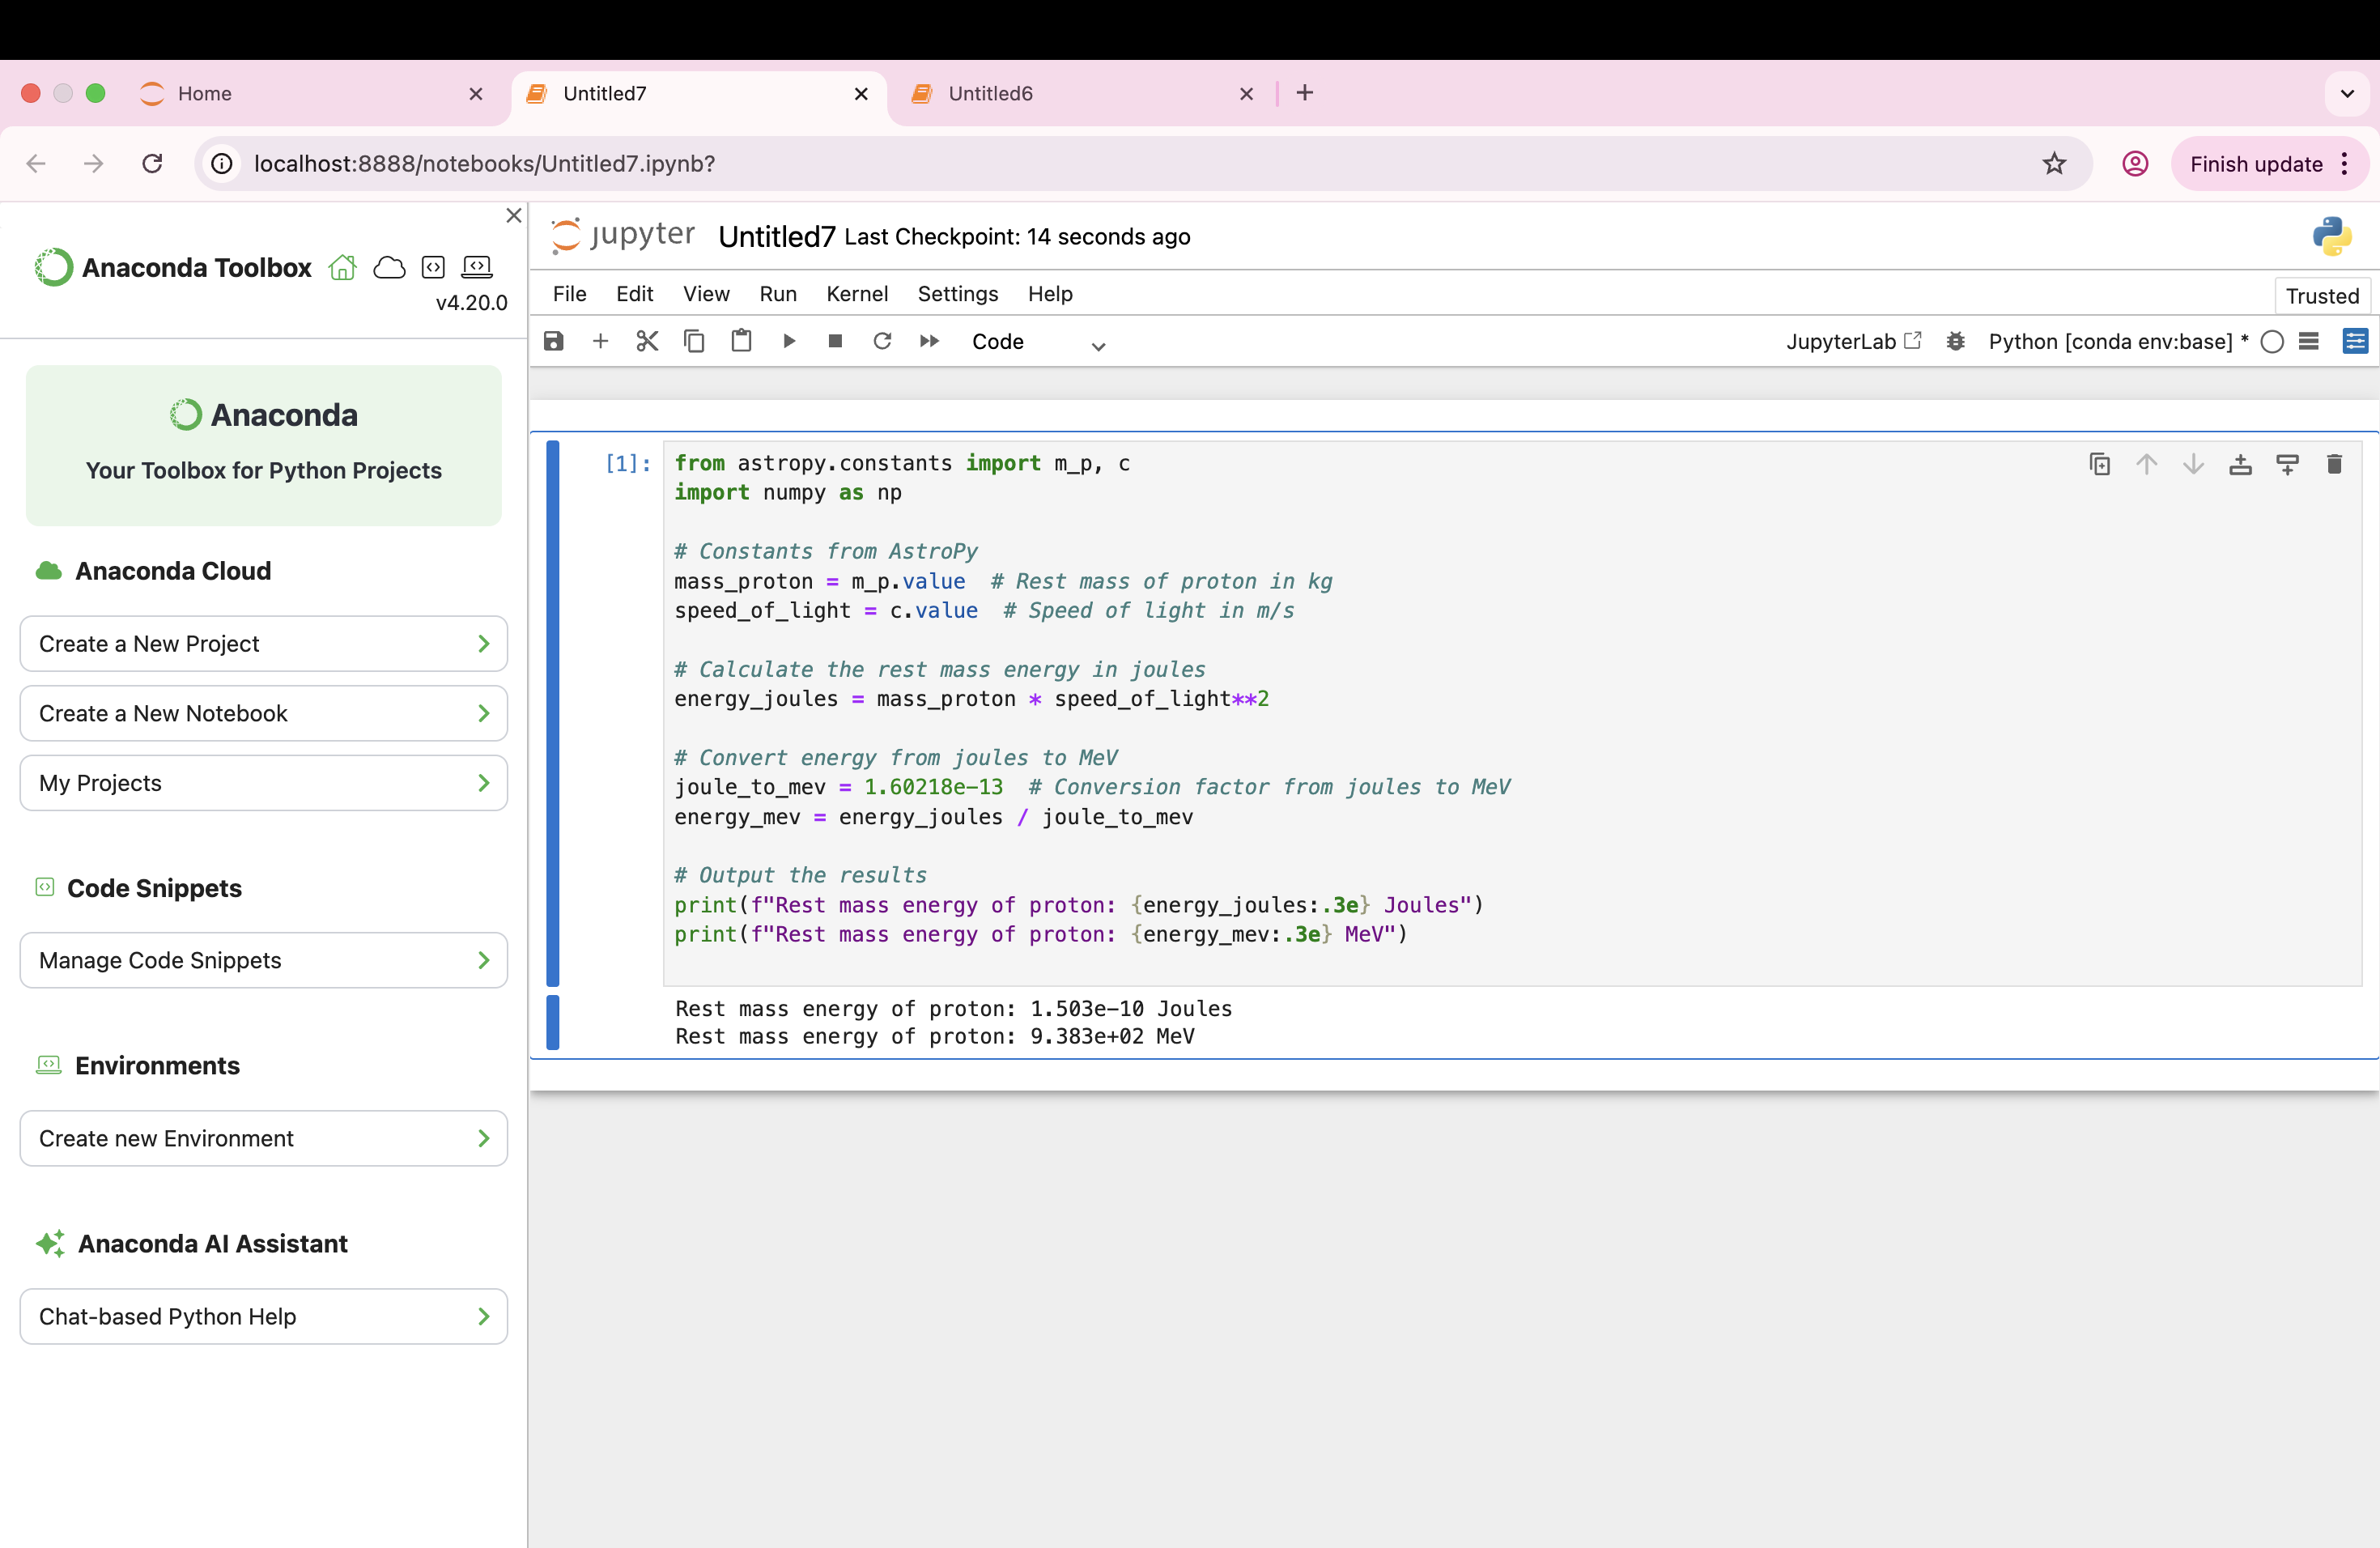 Home
Untitled7
Untitled6
localhost:8888/notebooks/Untitled7.ipynb?
Finish update
Anaconda Toolbox
v4.20.0
Anaconda
Your Toolbox for Python Projects
Anaconda Cloud
Create a New Project
Create a New Notebook
My Projects
Code Snippets
Manage Code Snippets
Environments
Create new Environment
Anaconda AI Assistant
Chat-based Python Help
jupyter Untitled7 Last Checkpoint: 14 seconds ago
File Edit View Run Kernel Settings Help
Trusted
Code
JupyterLab
Python [conda env:base] *
[1]:
from astropy.constants import m_p, c
import numpy as np
# Constants from AstroPy
mass_proton = m_p.value  # Rest mass of proton in kg
speed_of_light = c.value  # Speed of light in m/s
# Calculate the rest mass energy in joules
energy_joules = mass_proton * speed_of_light**2
# Convert energy from joules to MeV
joule_to_mev = 1.60218e-13  # Conversion factor from joules to MeV
energy_mev = energy_joules / joule_to_mev
# Output the results
print(f"Rest mass energy of proton: {energy_joules:.3e} Joules")
print(f"Rest mass energy of proton: {energy_mev:.3e} MeV")
Rest mass energy of proton: 1.503e-10 Joules
Rest mass energy of proton: 9.383e+02 MeV